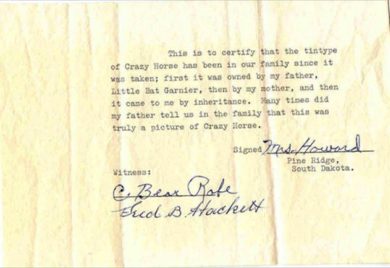 This is to certify that the tintype
of Crazy Horse has been in our family since it
was taken; first it was owned by my father,
Little Bat Garnier, then by my mother, and then
it came to me by inheritance. Many times did
my father tell us in the family that this was
truly a picture of Crazy Horse.
Signed Mrs. Howard
Pine Ridge,
South Dakota.
Witness:
C. Bear Robe
Fred B. Hackett